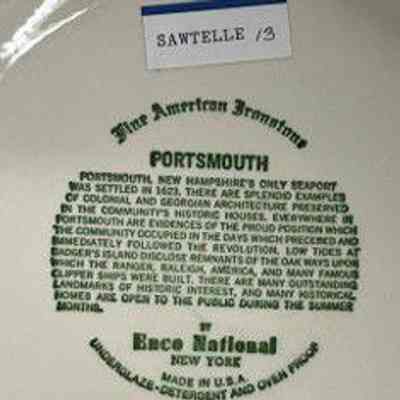 SAWTELLE 13
Fine American Ironstone
PORTSMOUTH
PORTSMOUTH, NEW HAMPSHIRE'S ONLY SEAPORT
WAS SETTLED IN 1623. THERE ARE SPLENDID EXAMPLES
OF COLONIAL AND GEORGIAN ARCHITECTURE PRESERVED
IN THE COMMUNITY'S HISTORIC HOUSES. EVERYWHERE IN
PORTSMOUTH ARE EVIDENCES OF THE PROUD POSITION WHICH
THE COMMUNITY OCCUPIED IN THE DAYS WHICH PRECEEED AND
IMMEDIATELY FOLLOWED THE REVOLUTION. LOW TIDES AT
BADGER'S ISLAND DISCLOSE REMNANTS OF THE OAK WAYS UPON
WHICH THE RANGER, RALEIGH, AMERICA, AND MANY FAMOUS
CLIPPER SHIPS WERE BUILT. THERE ARE MANY OUTSTANDING
LANDMARKS OF HISTORIC INTEREST, AND MANY HISTORICAL
HOMES ARE OPEN TO THE PUBLIC DURING THE SUMMER
MONTHS.
BY
Enco National
NEW YORK
MADE IN U.S.A.
UNDERGLAZE-DETERGENT AND OVEN PROOF